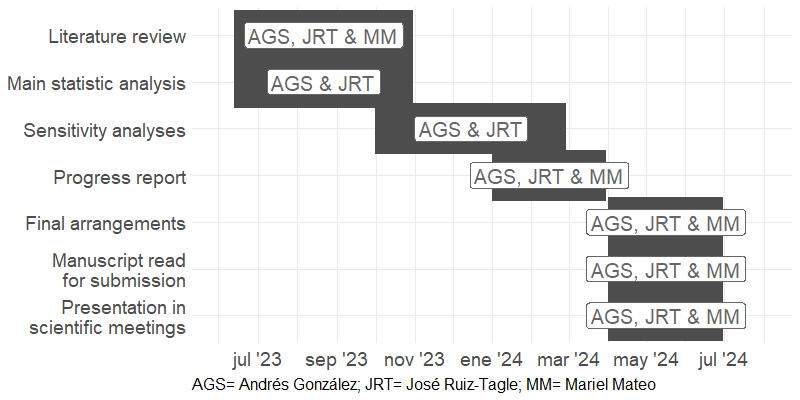 Literature review
AGS, JRT & MM
Main statistic analysis
AGS & JRT
Sensitivity analyses
AGS & JRT
Progress report
AGS, JRT & MM
Final arrangements
AGS, JRT & MM
Manuscript read
for submission
AGS, JRT & MM
Presentation in
scientific meetings
AGS, JRT & MM
jul '23 sep '23 nov '23 ene '24 mar '24 may '24 jul '24
AGS= Andrés González; JRT= José Ruiz-Tagle; MM= Mariel Mateo